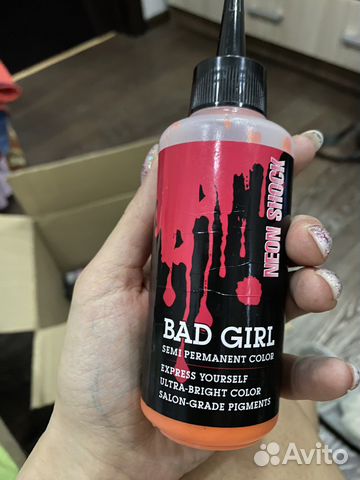 NEON SHOCK
BAD GIRL
SEMI PERMANENT COLOR
EXPRESS YOURSELF
ULTRA-BRIGHT COLOR
SALON-GRADE PIGMENTS
Avito